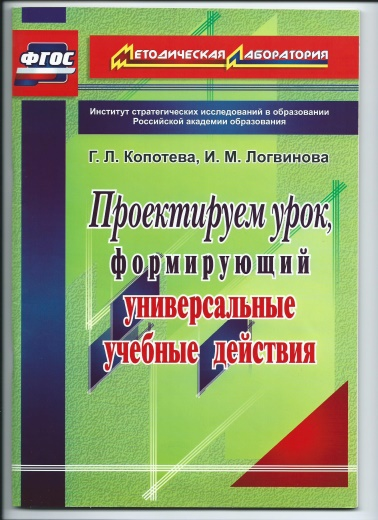 ФГОС
МЕТОДИЧЕСКАЯ ЛАБОРАТОРИЯ
Институт стратегических исследований в образовании
Российской академии образования
Г. Л. Копотева, И. М. Логвинова
Проектируем урок,
формирующий
универсальные
учебные действия